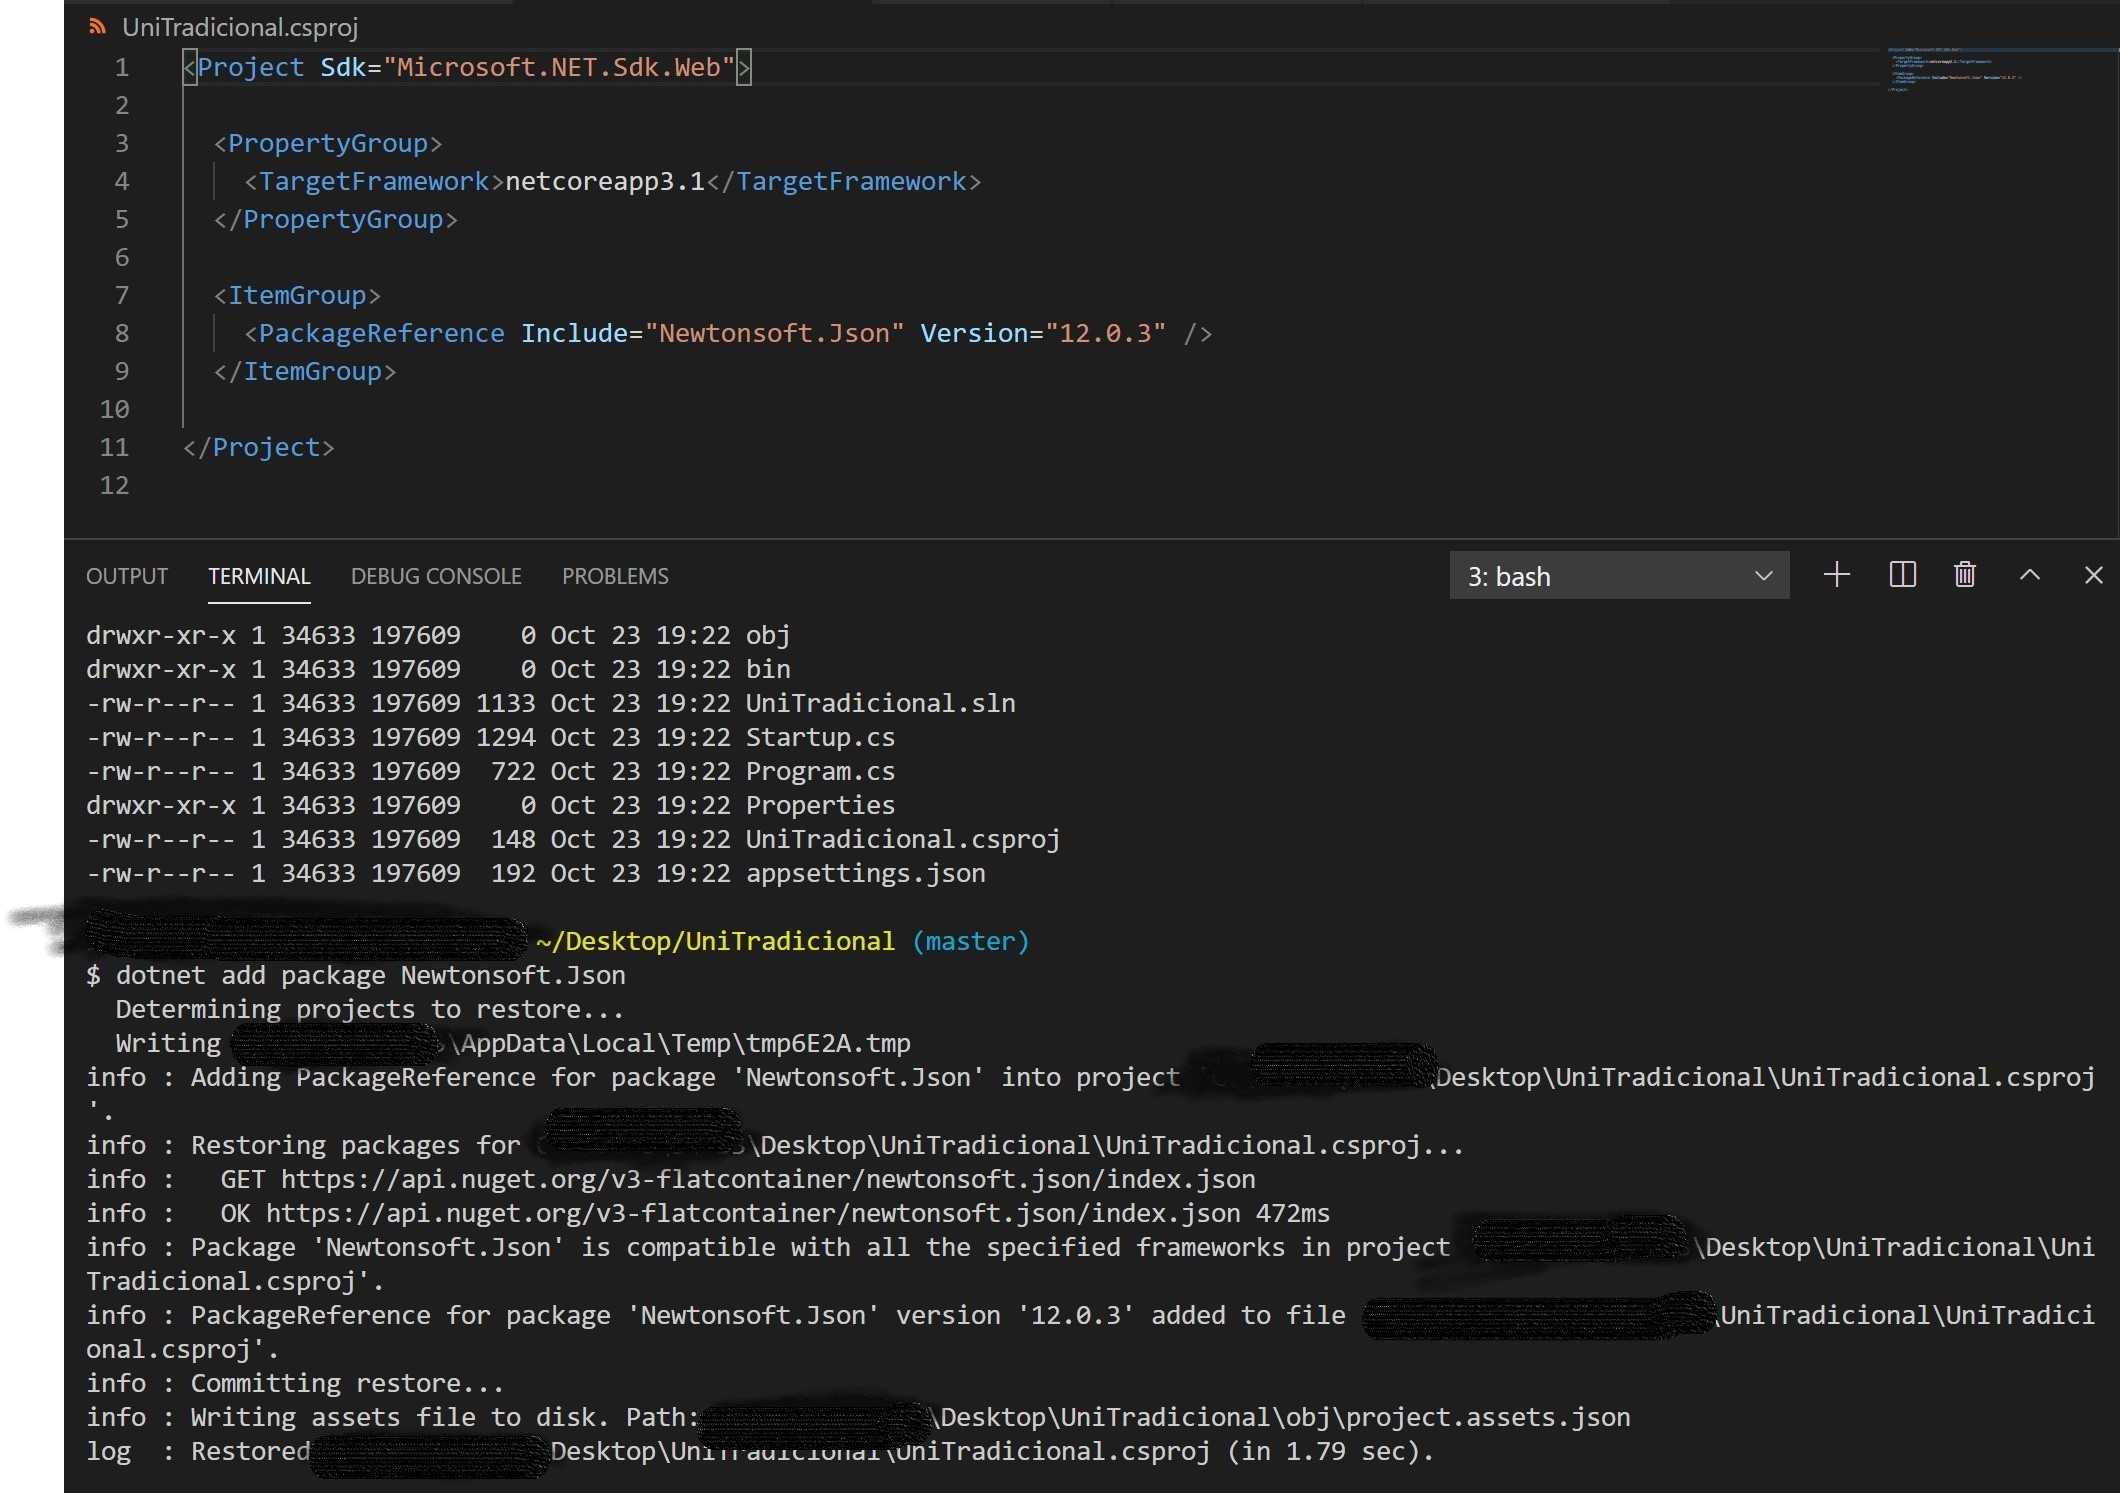 UniTradicional.csproj
1 <Project Sdk="Microsoft.NET.Sdk.Web">
2
3 <PropertyGroup>
4 <TargetFramework>netcoreapp3.1</TargetFramework>
5 </PropertyGroup>
6
7 <ItemGroup>
8 <PackageReference Include="Newtonsoft.Json" Version="12.0.3" />
9 </ItemGroup>
10
11 </Project>
12
OUTPUT TERMINAL DEBUG CONSOLE PROBLEMS 3: bash
drwxr-xr-x 1 34633 197609 0 Oct 23 19:22 obj
drwxr-xr-x 1 34633 197609 0 Oct 23 19:22 bin
-rw-r--r-- 1 34633 197609 1133 Oct 23 19:22 UniTradicional.sln
-rw-r--r-- 1 34633 197609 1294 Oct 23 19:22 Startup.cs
-rw-r--r-- 1 34633 197609 722 Oct 23 19:22 Program.cs
drwxr-xr-x 1 34633 197609 0 Oct 23 19:22 Properties
-rw-r--r-- 1 34633 197609 148 Oct 23 19:22 UniTradicional.csproj
-rw-r--r-- 1 34633 197609 192 Oct 23 19:22 appsettings.json
~/Desktop/UniTradicional (master)
$ dotnet add package Newtonsoft.Json
Determining projects to restore...
Writing \AppData\Local\Temp\tmp6E2A.tmp
info : Adding PackageReference for package 'Newtonsoft.Json' into project \Desktop\UniTradicional\UniTradicional.csproj
'.
info : Restoring packages for \Desktop\UniTradicional\UniTradicional.csproj...
info : GET https://api.nuget.org/v3-flatcontainer/newtonsoft.json/index.json
info : OK https://api.nuget.org/v3-flatcontainer/newtonsoft.json/index.json 472ms
info : Package 'Newtonsoft.Json' is compatible with all the specified frameworks in project \Desktop\UniTradicional\Uni
Tradicional.csproj'.
info : PackageReference for package 'Newtonsoft.Json' version '12.0.3' added to file \UniTradicional\UniTradici
onal.csproj'.
info : Committing restore...
info : Writing assets file to disk. Path: \Desktop\UniTradicional\obj\project.assets.json
log : Restored Desktop\UniTradicional\UniTradicional.csproj (in 1.79 sec).